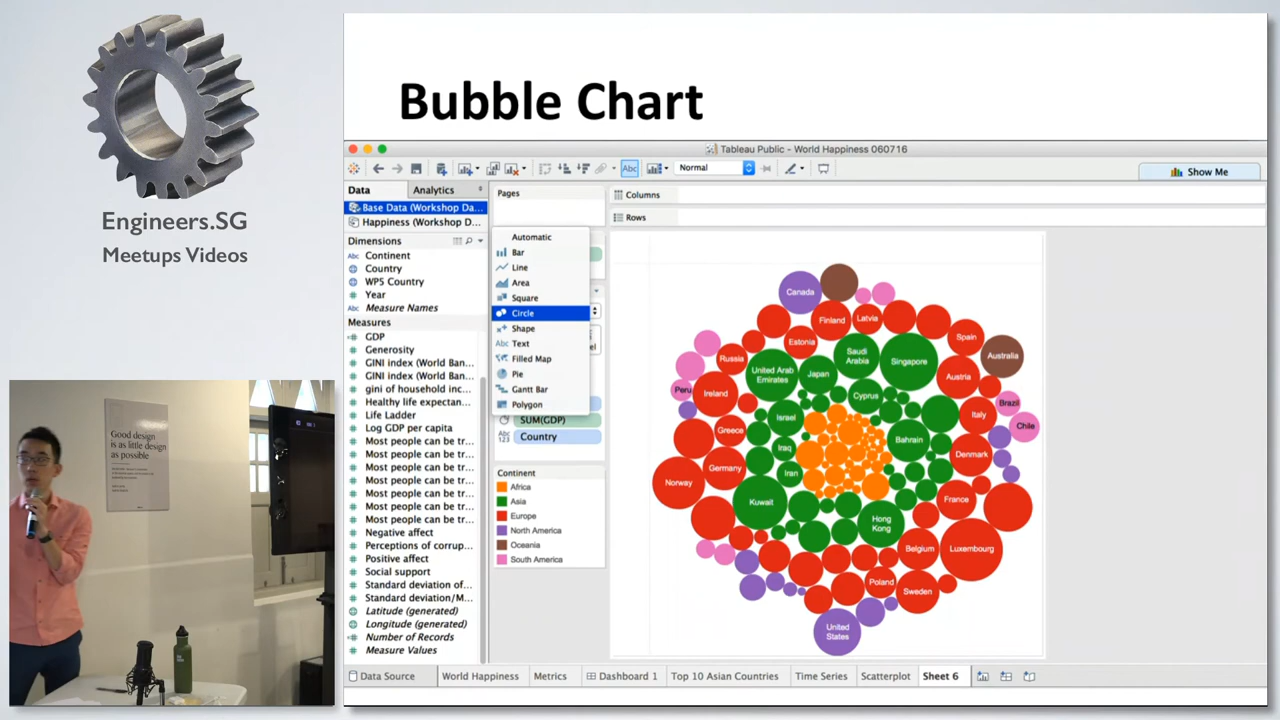 Engineers.SG
Meetups Videos
Good design
is as little design
as possible
Bubble Chart
Tableau Public - World Happiness 060716
Abc
Normal
Show Me
Data
Analytics
Base Data (Workshop Da...
Happiness (Workshop D...
Dimensions
Abc Continent
Country
WP5 Country
# Year
Abc Measure Names
Measures
# GDP
# Generosity
# GINI index (World Ban...
# GINI index (World Ban...
# gini of household inc...
# Healthy life expectan...
# Life Ladder
# Log GDP per capita
# Most people can be tr...
# Most people can be tr...
# Most people can be tr...
# Most people can be tr...
# Most people can be tr...
# Most people can be tr...
# Most people can be tr...
# Negative affect
# Perceptions of corrup...
# Positive affect
# Social support
# Standard deviation of...
# Standard deviation/M...
Latitude (generated)
Longitude (generated)
# Number of Records
# Measure Values
Pages
Automatic
Bar
Line
Area
Square
Circle
Shape
Abc Text
Filled Map
Pie
Gantt Bar
Polygon
el
SUM(GDP)
Abc
123
Country
Continent
Africa
Asia
Europe
North America
Oceania
South America
Columns
Rows
Canada
Finland
Latvia
Estonia
Spain
Russia
Saudi
Arabia
Singapore
Australia
United Arab
Emirates
Japan
Austria
Peru
Ireland
Cyprus
Brazil
Israel
Italy
Chile
Greece
Iraq
Bahrain
Denmark
Germany
Iran
Norway
Kuwait
France
Hong
Kong
Belgium
Luxembourg
Poland
Sweden
United
States
Data Source
World Happiness
Metrics
Dashboard 1
Top 10 Asian Countries
Time Series
Scatterplot
Sheet 6